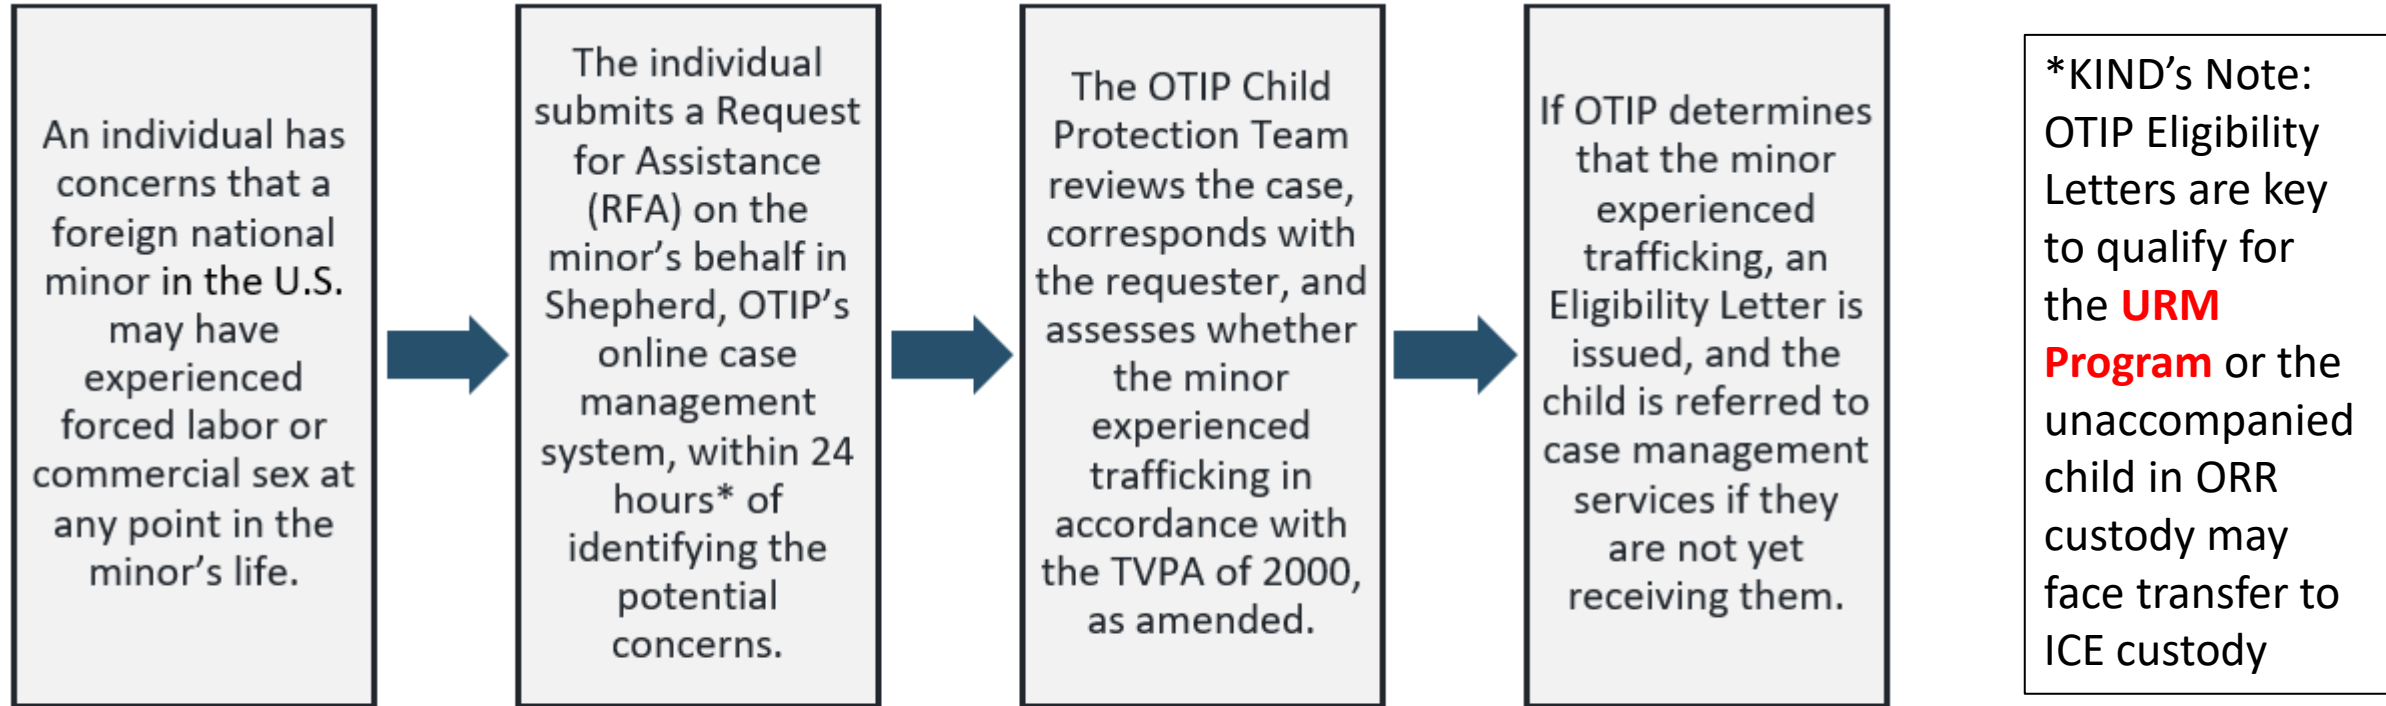 An individual has
concerns that a
foreign national
minor in the U.S.
may have
experienced
forced labor or
commercial sex at
any point in the
minor's life.
The individual
submits a Request
for Assistance
(RFA) on the
minor's behalf in
Shepherd, OTIP's
online case
management
system, within 24
hours* of
identifying the
potential
concerns.
The OTIP Child
Protection Team
reviews the case,
corresponds with
the requester, and
assesses whether
the minor
experienced
trafficking in
accordance with
the TVPA of 2000,
as amended.
If OTIP determines
that the minor
experienced
trafficking, an
Eligibility Letter is
issued, and the
child is referred to
case management
services if they
are not yet
receiving them.
*KIND's Note:
OTIP Eligibility
Letters are key
to qualify for
the URM
Program or the
unaccompanied
child in ORR
custody may
face transfer to
ICE custody